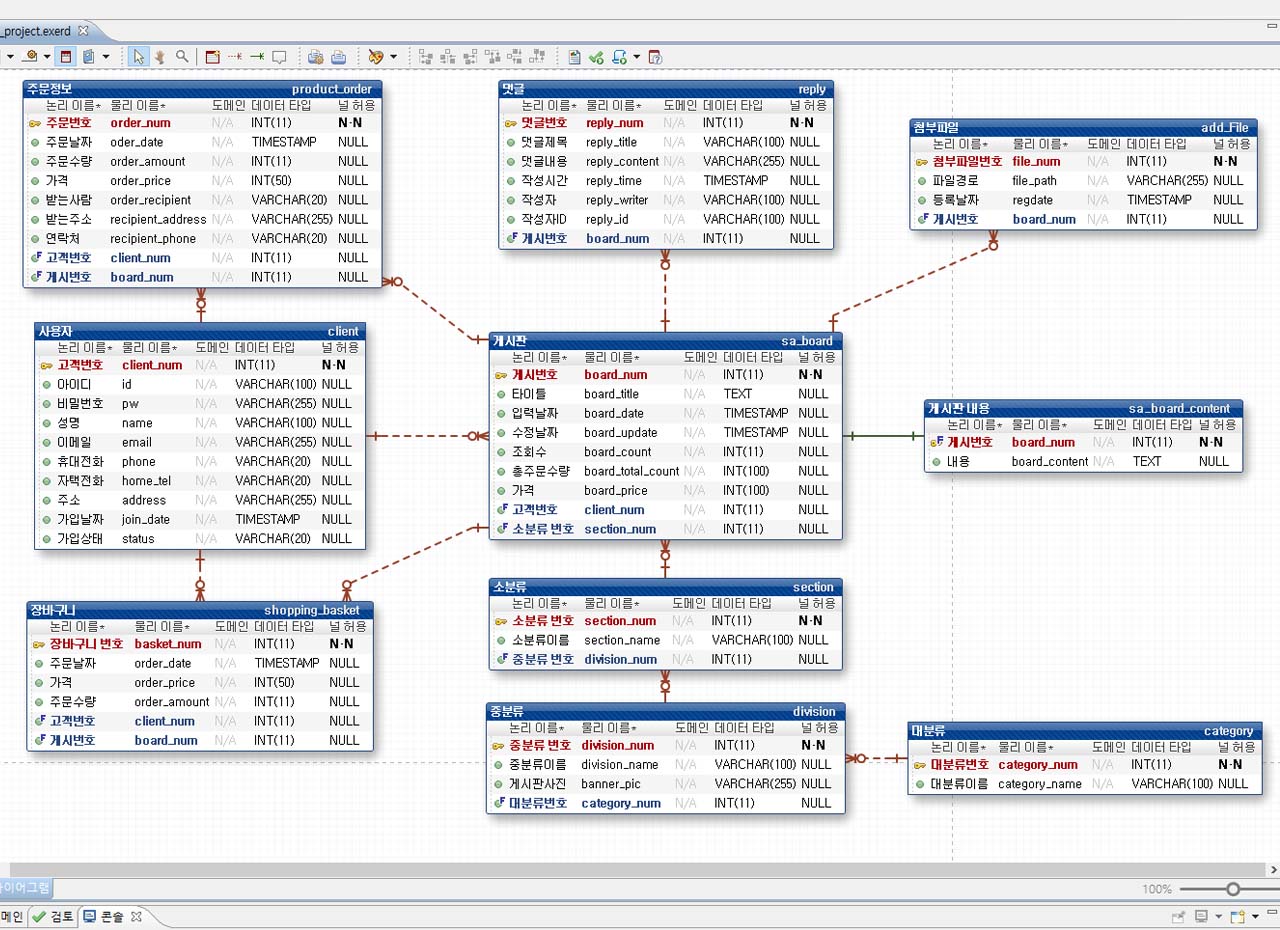 _project.exerd
주문정보 product_order
논리 이름* 물리 이름* 도메인 데이터 타입 널 허용
주문번호 order_num N/A INT(11) N·N
주문날짜 oder_date N/A TIMESTAMP NULL
주문수량 order_amount N/A INT(11) NULL
가격 order_price N/A INT(50) NULL
받는사람 order_recipient N/A VARCHAR(20) NULL
받는주소 recipient_address N/A VARCHAR(255) NULL
연락처 recipient_phone N/A VARCHAR(20) NULL
고객번호 client_num N/A INT(11) NULL
게시번호 board_num N/A INT(11) NULL
댓글 reply
논리 이름* 물리 이름* 도메인 데이터 타입 널 허용
댓글번호 reply_num N/A INT(11) N·N
댓글제목 reply_title N/A VARCHAR(100) NULL
댓글내용 reply_content N/A VARCHAR(255) NULL
작성시간 reply_time N/A TIMESTAMP NULL
작성자 reply_writer N/A VARCHAR(100) NULL
작성자ID reply_id N/A VARCHAR(100) NULL
게시번호 board_num N/A INT(11) NULL
첨부파일 add_File
논리 이름* 물리 이름* 도메인 데이터 타입 널 허용
첨부파일번호 file_num N/A INT(11) N·N
파일경로 file_path N/A VARCHAR(255) NULL
등록날짜 regdate N/A TIMESTAMP NULL
게시번호 board_num N/A INT(11) NULL
사용자 client
논리 이름* 물리 이름* 도메인 데이터 타입 널 허용
고객번호 client_num N/A INT(11) N·N
아이디 id N/A VARCHAR(100) NULL
비밀번호 pw N/A VARCHAR(255) NULL
성명 name N/A VARCHAR(100) NULL
이메일 email N/A VARCHAR(255) NULL
휴대전화 phone N/A VARCHAR(20) NULL
자택전화 home_tel N/A VARCHAR(20) NULL
주소 address N/A VARCHAR(255) NULL
가입날짜 join_date N/A TIMESTAMP NULL
가입상태 status N/A VARCHAR(20) NULL
게시판 sa_board
논리 이름* 물리 이름* 도메인 데이터 타입 널 허용
게시번호 board_num N/A INT(11) N·N
타이틀 board_title N/A TEXT NULL
입력날짜 board_date N/A TIMESTAMP NULL
수정날짜 board_update N/A TIMESTAMP NULL
조회수 board_count N/A INT(11) NULL
총주문수량 board_total_count N/A INT(100) NULL
가격 board_price N/A INT(100) NULL
고객번호 client_num N/A INT(11) NULL
소분류 번호 section_num N/A INT(11) NULL
게시판 내용 sa_board_content
논리 이름* 물리 이름* 도메인 데이터 타입 널 허용
게시번호 board_num N/A INT(11) N·N
내용 board_content N/A TEXT NULL
장바구니 shopping_basket
논리 이름* 물리 이름* 도메인 데이터 타입 널 허용
장바구니 번호 basket_num N/A INT(11) N·N
주문날짜 order_date N/A TIMESTAMP NULL
가격 order_price N/A INT(50) NULL
주문수량 order_amount N/A INT(11) NULL
고객번호 client_num N/A INT(11) NULL
게시번호 board_num N/A INT(11) NULL
소분류 section
논리 이름* 물리 이름* 도메인 데이터 타입 널 허용
소분류 번호 section_num N/A INT(11) N·N
소분류이름 section_name N/A VARCHAR(100) NULL
중분류 번호 division_num N/A INT(11) NULL
중분류 division
논리 이름* 물리 이름* 도메인 데이터 타입 널 허용
중분류 번호 division_num N/A INT(11) N·N
중분류이름 division_name N/A VARCHAR(100) NULL
게시판사진 banner_pic N/A VARCHAR(255) NULL
대분류번호 category_num N/A INT(11) NULL
대분류 category
논리 이름* 물리 이름* 도메인 데이터 타입 널 허용
대분류번호 category_num N/A INT(11) N·N
대분류이름 category_name N/A VARCHAR(100) NULL
이어그램 100%
메인 검토 콘솔